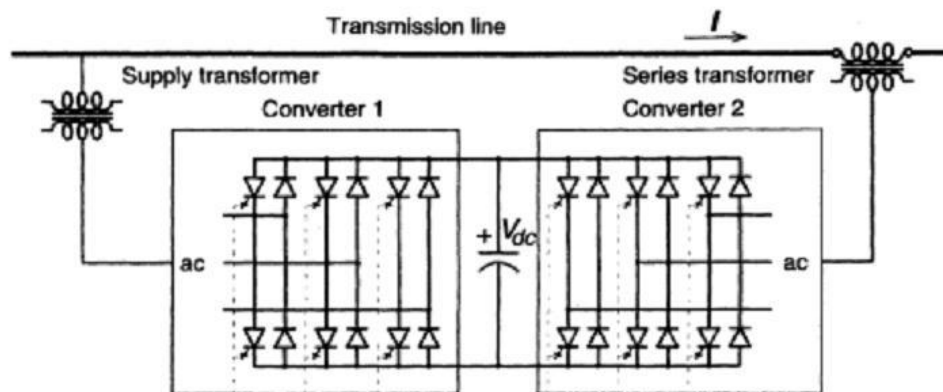 Transmission line
I
Supply transformer
Series transformer
Converter 1
Converter 2
+
Vdc
ac
ac